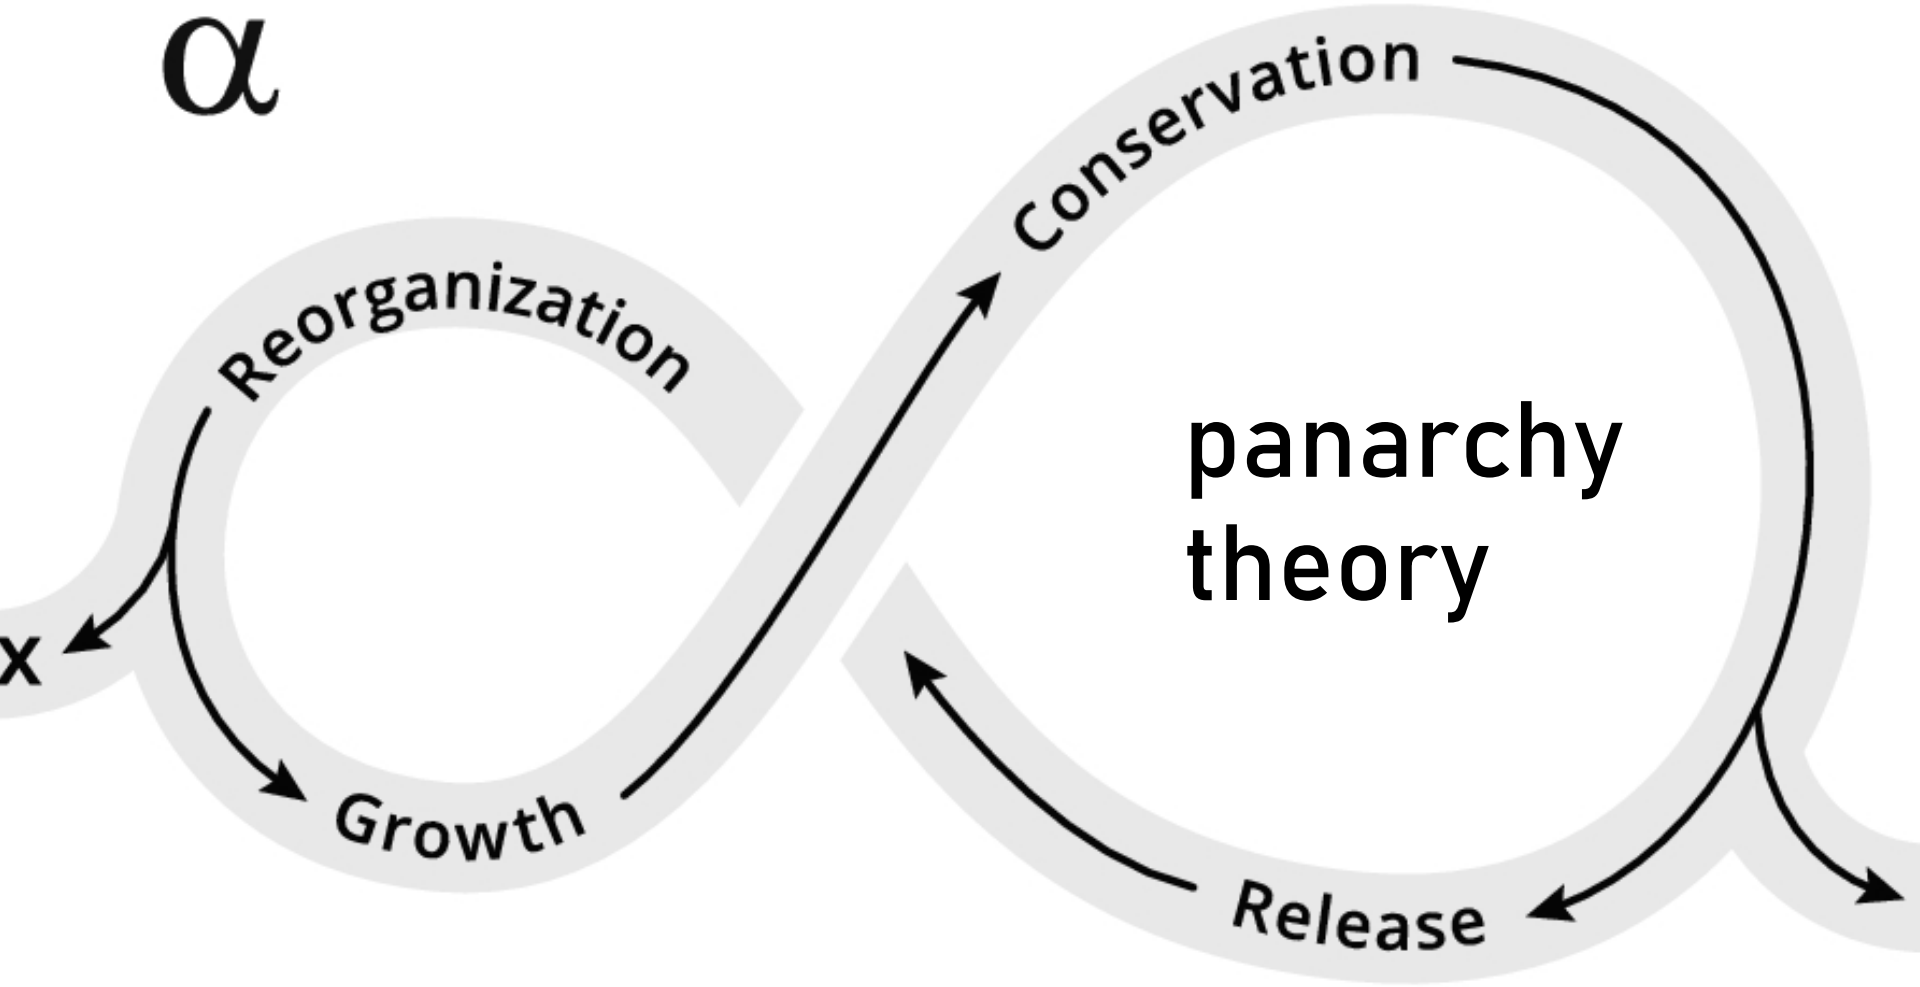 α
Conservation
Reorganization
panarchy
theory
x
Growth
Release